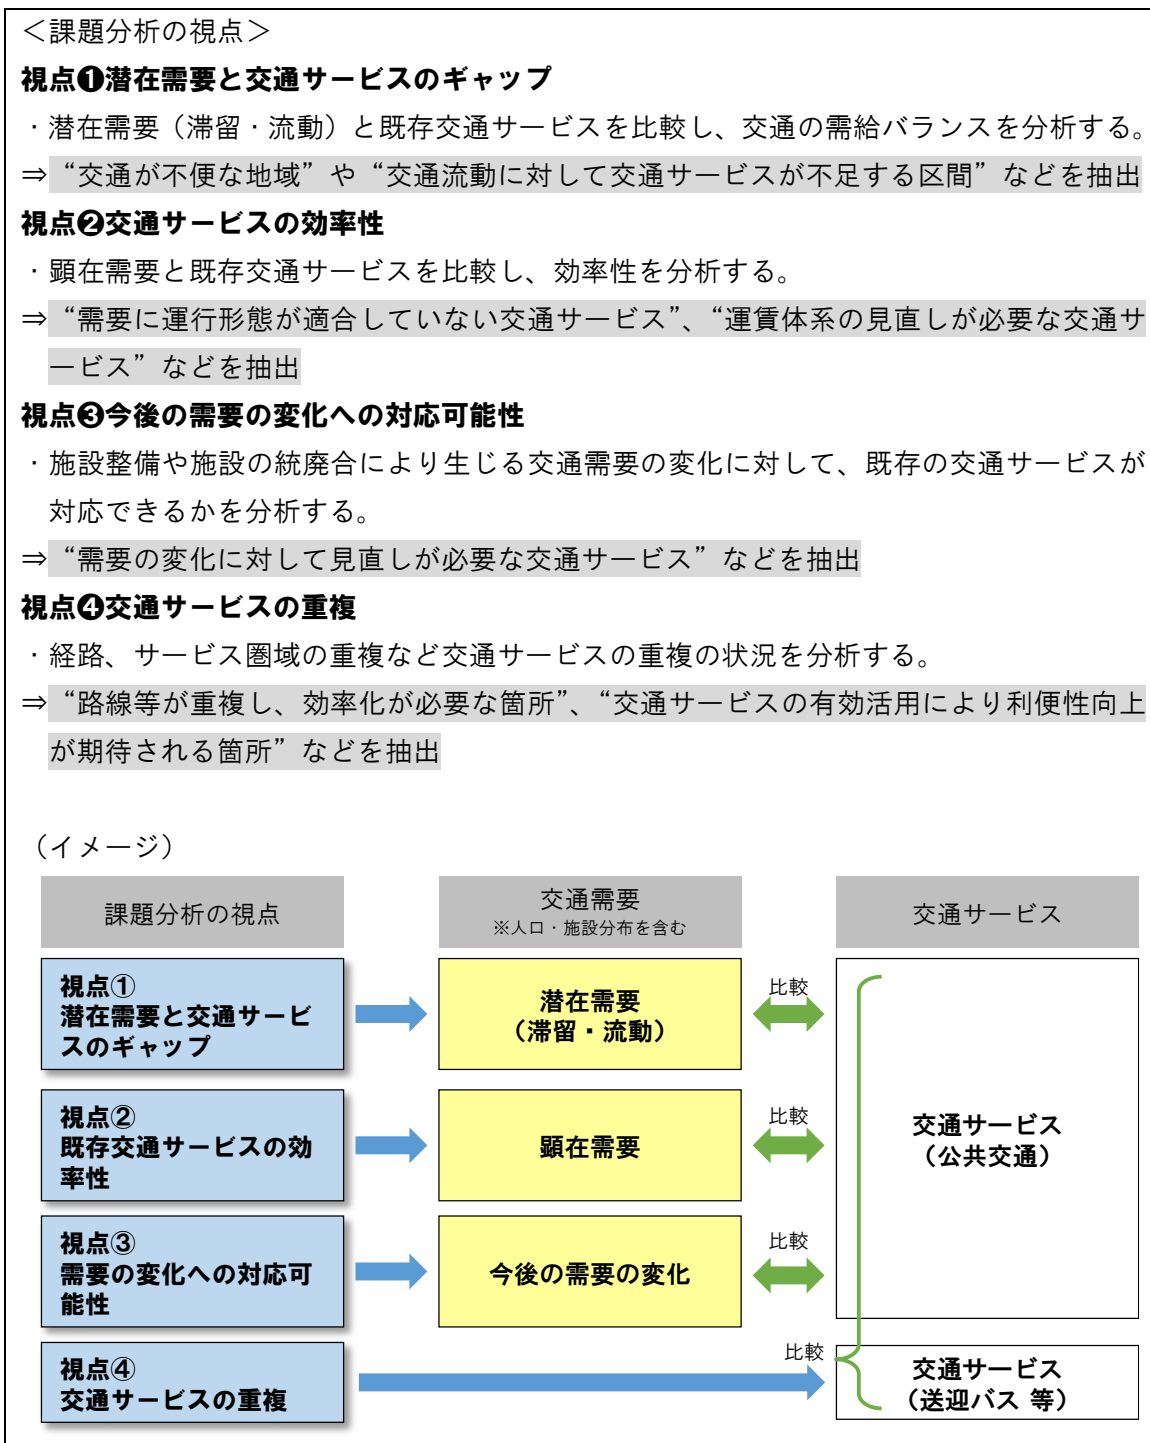 ＜課題分析の視点＞
視点❶潜在需要と交通サービスのギャップ
・潜在需要（滞留・流動）と既存交通サービスを比較し、交通の需給バランスを分析する。
⇒“交通が不便な地域”や“交通流動に対して交通サービスが不足する区間”などを抽出
視点❷交通サービスの効率性
・顕在需要と既存交通サービスを比較し、効率性を分析する。
⇒“需要に運行形態が適合していない交通サービス”、“運賃体系の見直しが必要な交通サ
ービス”などを抽出
視点❸今後の需要の変化への対応可能性
・施設整備や施設の統廃合により生じる交通需要の変化に対して、既存の交通サービスが
対応できるかを分析する。
⇒“需要の変化に対して見直しが必要な交通サービス”などを抽出
視点❹交通サービスの重複
・経路、サービス圏域の重複など交通サービスの重複の状況を分析する。
⇒“路線等が重複し、効率化が必要な箇所”、“交通サービスの有効活用により利便性向上
が期待される箇所”などを抽出
（イメージ）
課題分析の視点
交通需要
※人口・施設分布を含む
交通サービス
視点①
潜在需要と交通サービ
スのギャップ
潜在需要
（滞留・流動）
比較
視点②
既存交通サービスの効
率性
顕在需要
比較
交通サービス
（公共交通）
視点③
需要の変化への対応可
能性
今後の需要の変化
比較
視点④
交通サービスの重複
比較
交通サービス
（送迎バス 等）